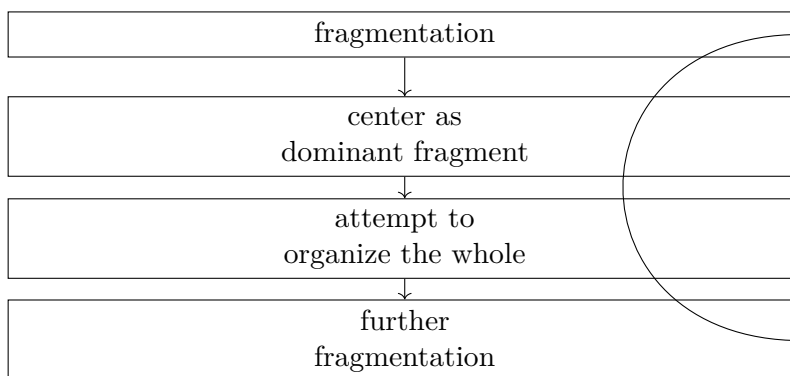 fragmentation
center as
dominant fragment
attempt to
organize the whole
further
fragmentation